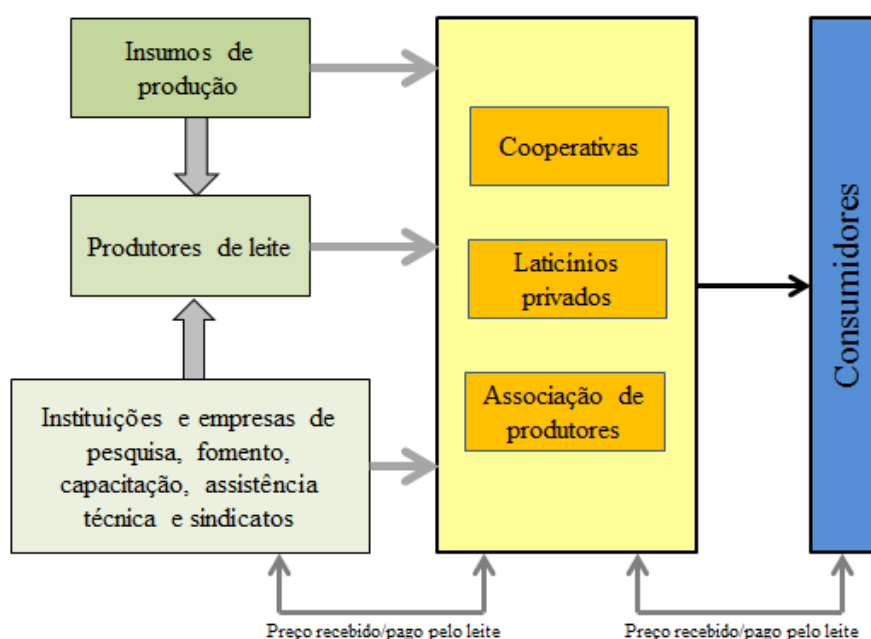 Insumos de
produção
Produtores de leite
Instituições e empresas de
pesquisa, fomento,
capacitação, assistência
técnica e sindicatos
Cooperativas
Laticínios
privados
Associação de
produtores
Consumidores
Preço recebido/pago pelo leite
Preço recebido/pago pelo leite